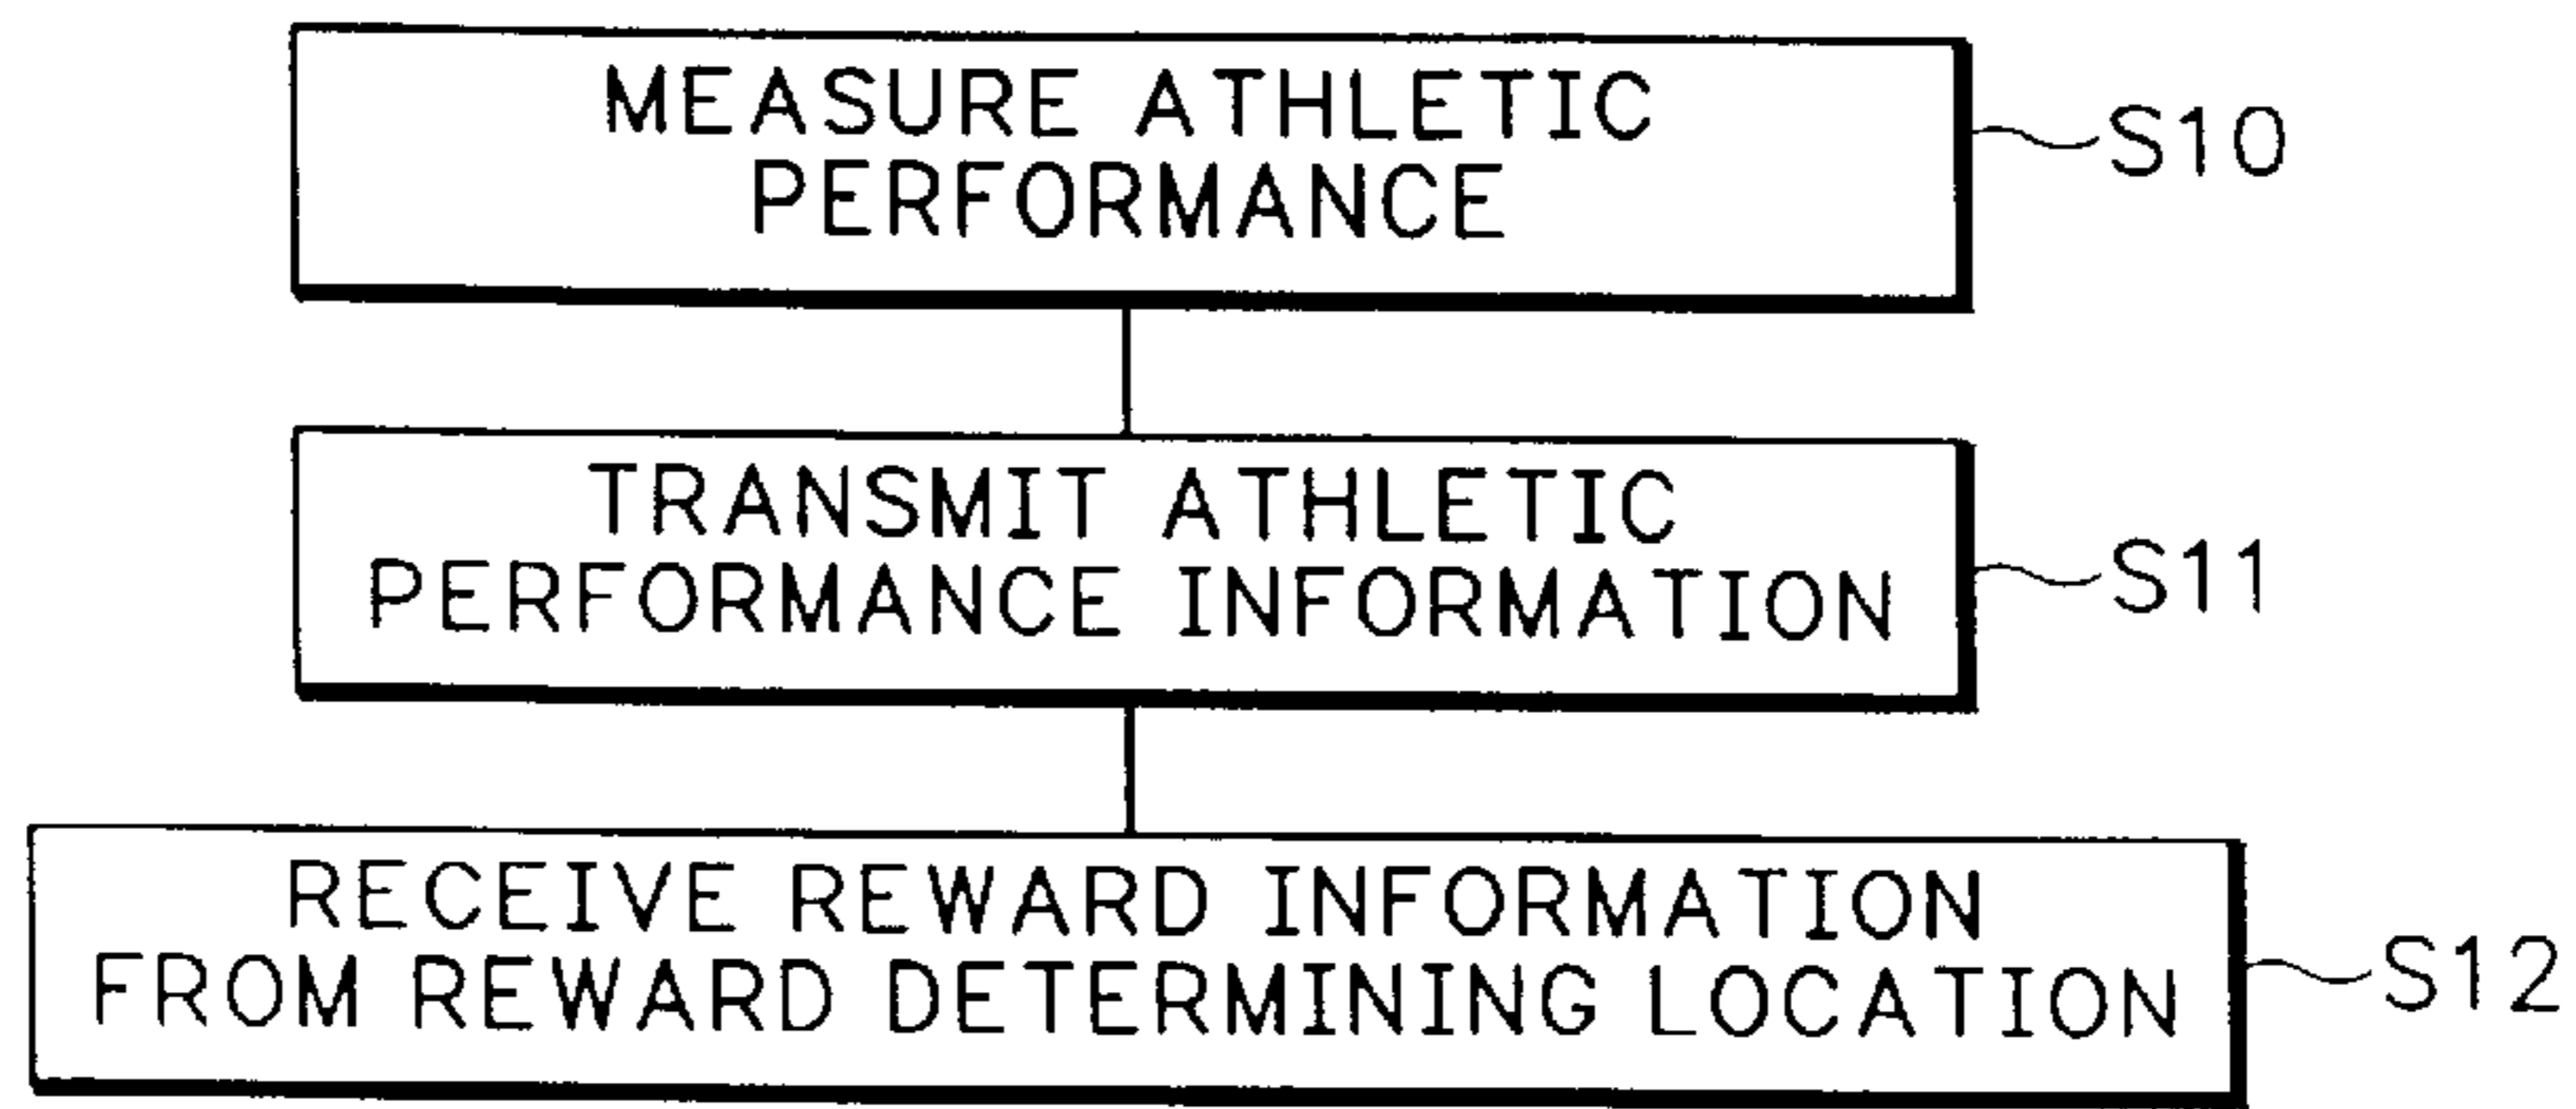 MEASURE ATHLETIC
PERFORMANCE
S10
TRANSMIT ATHLETIC
PERFORMANCE INFORMATION
S11
RECEIVE REWARD INFORMATION
FROM REWARD DETERMINING LOCATION
S12